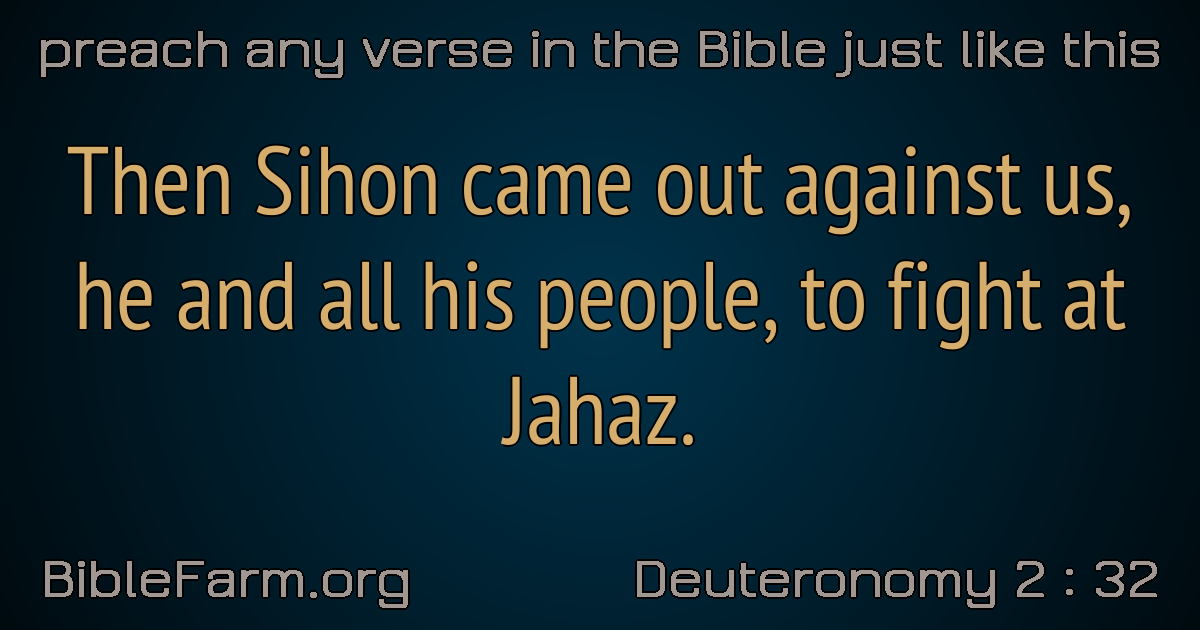 preach any verse in the Bible just like this
Then Sihon came out against us,
he and all his people, to fight at
Jahaz.
BibleFarm.org
Deuteronomy 2 : 32